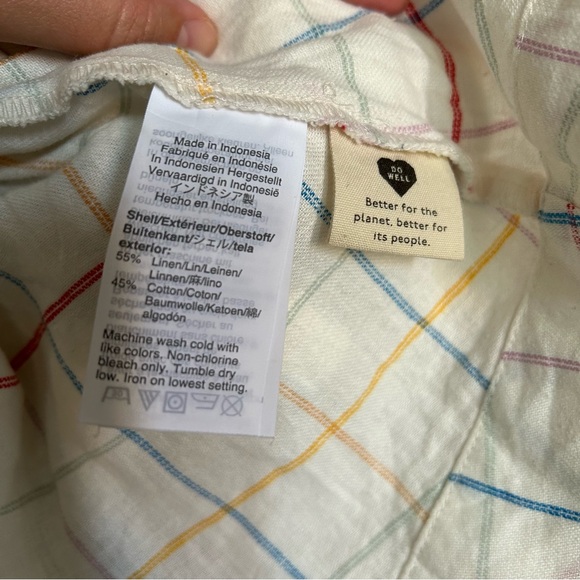 Made in Indonesia
Fabriqué en Indonésie
In Indonesien Hergestellt
Vervaardigd in Indonesië
インドネシア製
Hecho en Indonesia
Shell/Extérieur/Oberstoff/
Buitenkant/シェル/tela
exterior:
55% Linen/Lin/Leinen/
Linnen/麻/lino
45% Cotton/Coton/
Baumwolle/Katoen/綿/
algodón
Machine wash cold with
like colors. Non-chlorine
bleach only. Tumble dry
low. Iron on lowest setting.
DO
WELL
Better for the
planet, better for
its people.